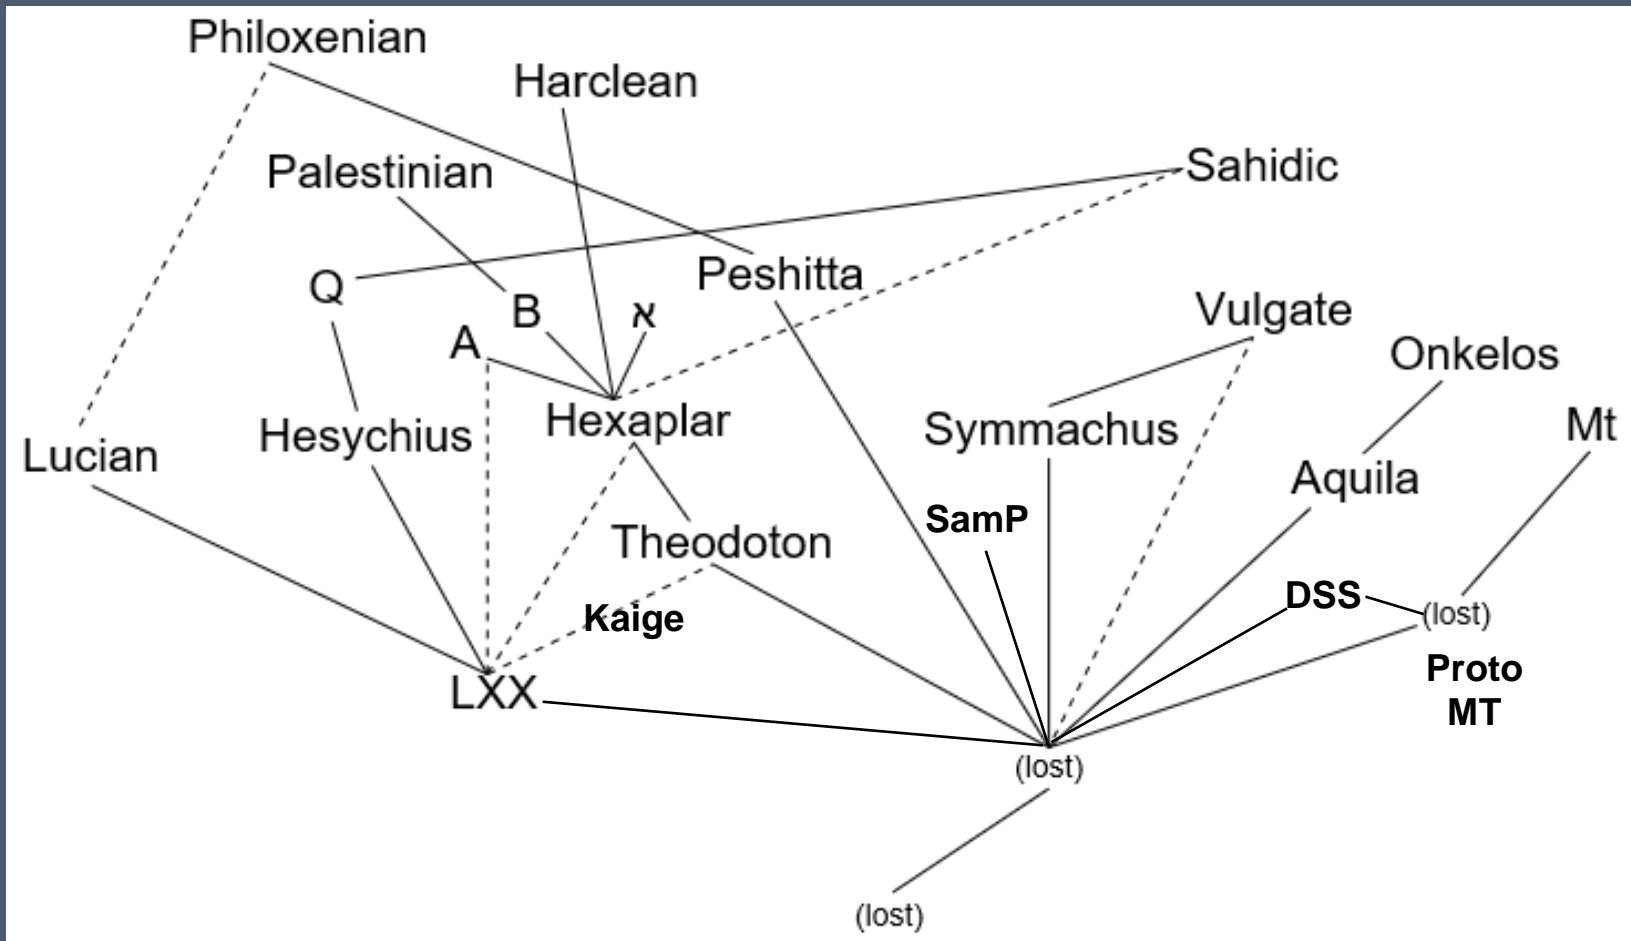 Philoxenian
Harclean
Palestinian
Sahidic
Peshitta
Q
B
א
Vulgate
A
Onkelos
Hexaplar
Mt
Symmachus
Hesychius
Lucian
Aquila
SamP
Theodoton
DSS
(lost)
Kaige
Proto
MT
LXX
(lost)
(lost)